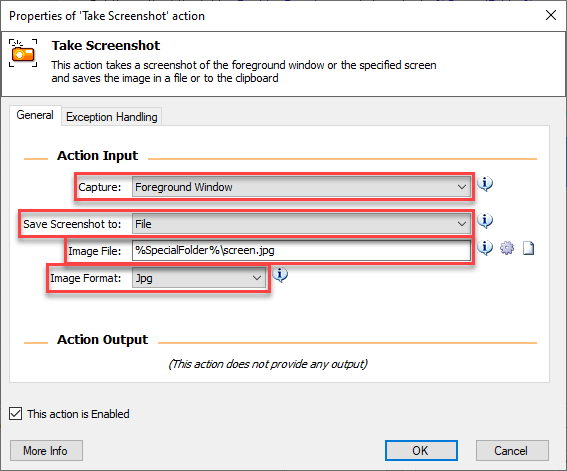 Properties of 'Take Screenshot' action
Take Screenshot
This action takes a screenshot of the foreground window or the specified screen
and saves the image in a file or to the clipboard
General
Exception Handling
Action Input
Capture: Foreground Window
Save Screenshot to: File
Image File: %SpecialFolder%\screen.jpg
Image Format: Jpg
Action Output
(This action does not provide any output)
This action is Enabled
More Info
OK
Cancel